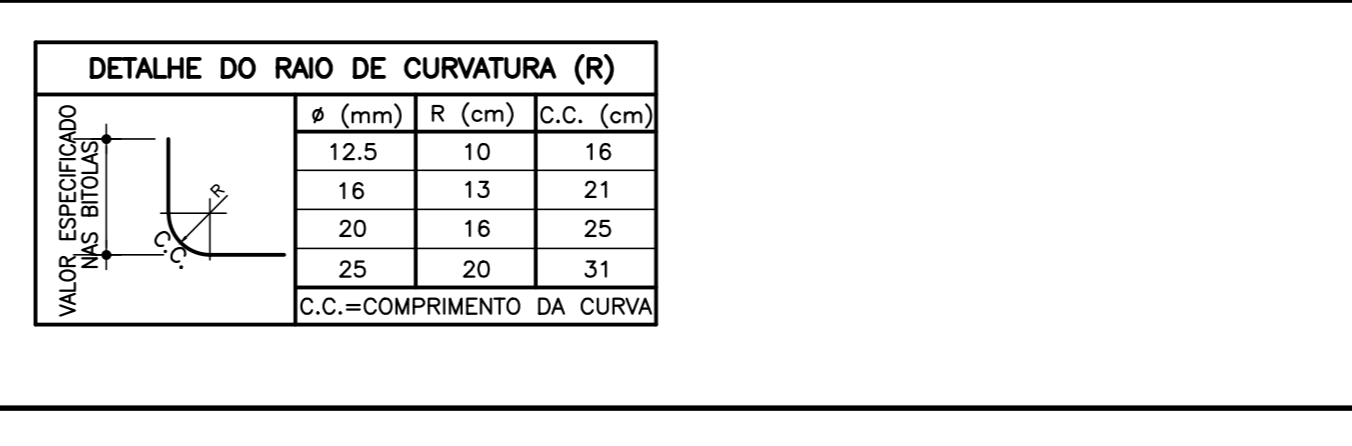 DETALHE DO RAIO DE CURVATURA (R)
VALOR ESPECIFICADO
NAS BITOLAS
R
C.C.
ø (mm) R (cm) C.C. (cm)
12.5 10 16
16 13 21
20 16 25
25 20 31
C.C.=COMPRIMENTO DA CURVA